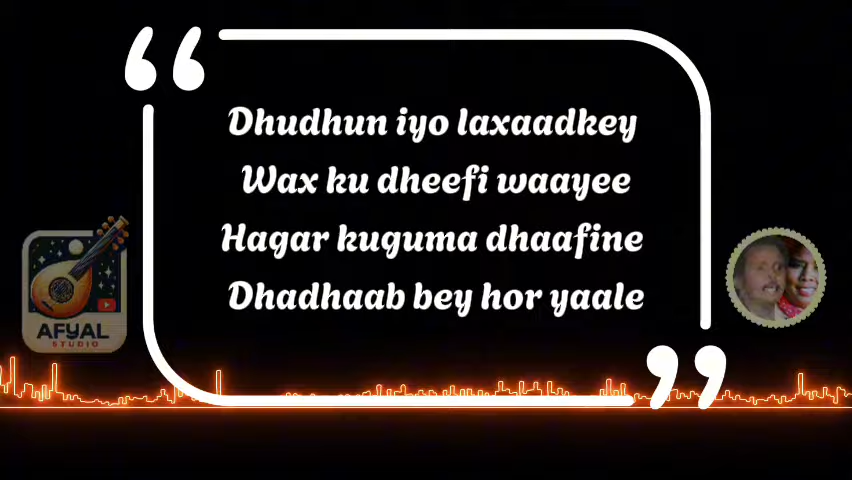 Dhudhun iyo laxaadkey
Wax ku dheefi waayee
Hagar kuguma dhaafine
Dhadhaab bey hor yaale
AFYAL
STUDIO